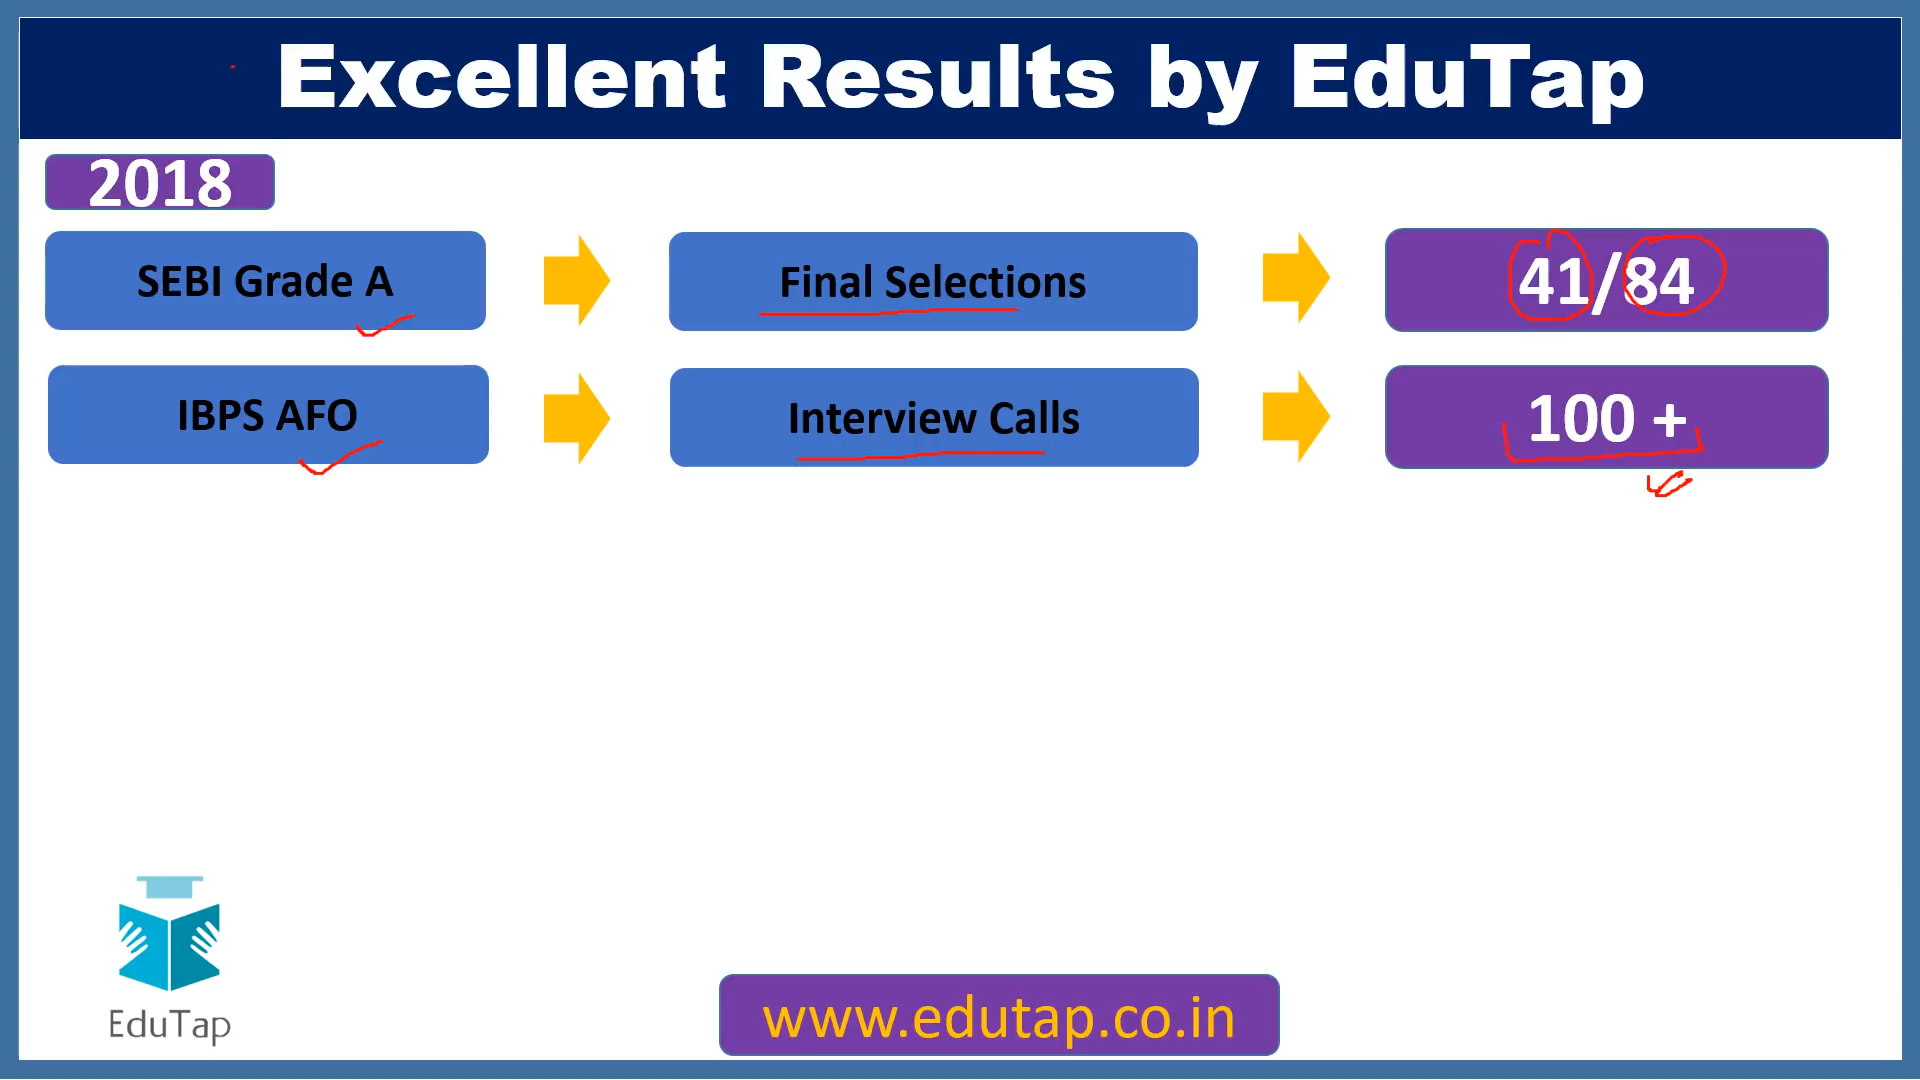 Excellent Results by EduTap
2018
SEBI Grade A
Final Selections
41/84
IBPS AFO
Interview Calls
100 +
EduTap
www.edutap.co.in